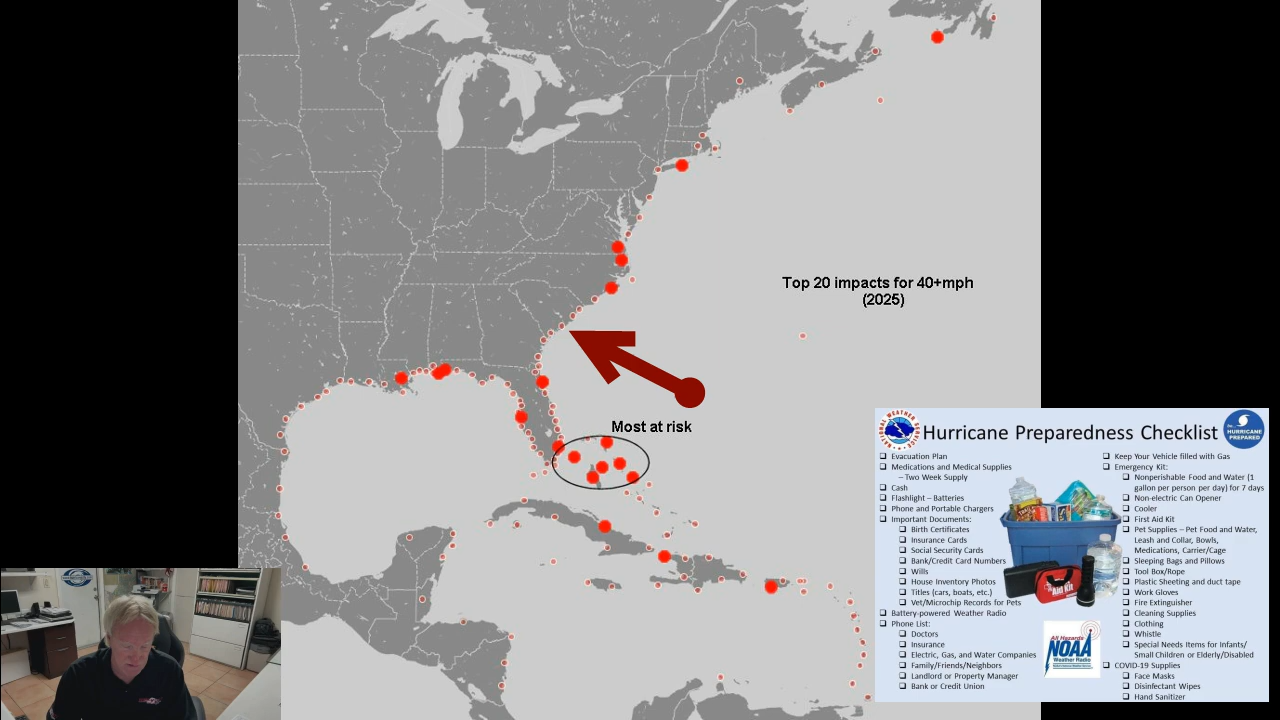 Top 20 impacts for 40+mph
(2025)
Most at risk
Hurricane Preparedness Checklist
HURRICANE
PREPARED
Evacuation Plan
Medications and Medical Supplies
– Two Week Supply
Cash
Flashlight – Batteries
Phone and Portable Chargers
Important Documents:
Birth Certificates
Insurance Cards
Social Security Cards
Bank/Credit Card Numbers
Wills
House Inventory Photos
Titles (cars, boats, etc.)
Vet/Microchip Records for Pets
Battery-powered Weather Radio
Phone List:
Doctors
Insurance
Electric, Gas, and Water Companies
Family/Friends/Neighbors
Landlord or Property Manager
Bank or Credit Union
Keep Your Vehicle filled with Gas
Emergency Kit:
Nonperishable Food and Water (1
gallon per person per day) for 7 days
Non-electric Can Opener
Cooler
First Aid Kit
Pet Supplies – Pet Food and Water,
Leash and Collar, Bowls,
Medications, Carrier/Cage
Sleeping Bags and Pillows
Tool Box/Rope
Plastic Sheeting and duct tape
Work Gloves
Fire Extinguisher
Cleaning Supplies
Clothing
Whistle
Special Needs Items for Infants/
Small Children or Elderly/Disabled
COVID-19 Supplies
Face Masks
Disinfectant Wipes
Hand Sanitizer
Aid Kit
All Hazards
NOAA
Weather Radio